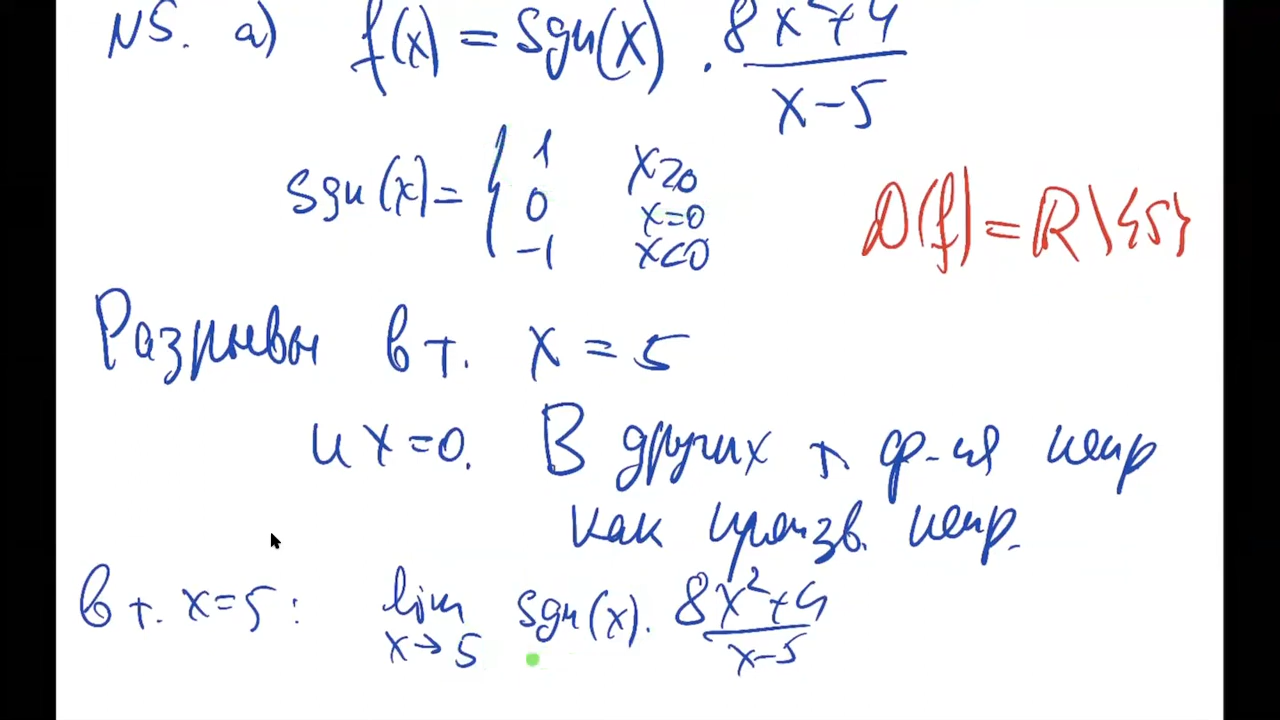 N5. a) f(x) = sgn(x) · (8x²+4)/(x-5)
sgn(x) = { 1 x>0
0 x=0
-1 x<0
D(f) = R\{5}
Разрывы в т. x = 5
и x=0. В других т. ф-ия непр
как произв. непр.
в т. x=5: lim x→5 sgn(x). (8x²+4)/(x-5)